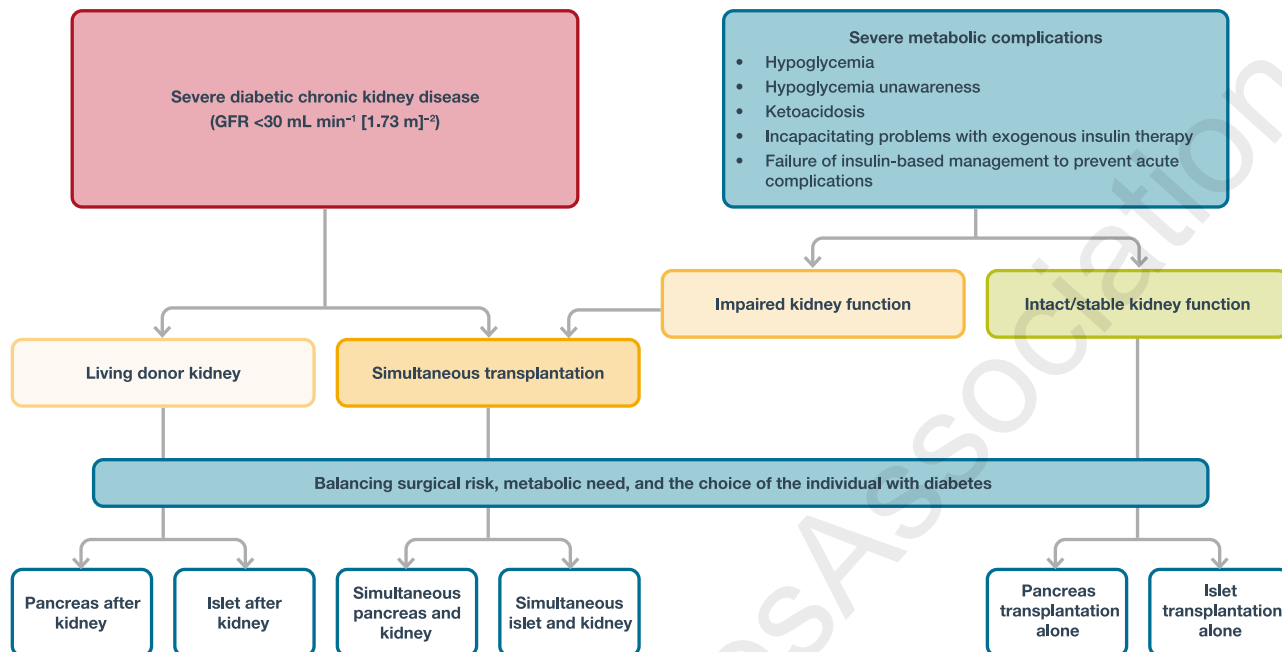 Severe diabetic chronic kidney disease
(GFR <30 mL min⁻¹ [1.73 m]⁻²)
Severe metabolic complications
• Hypoglycemia
• Hypoglycemia unawareness
• Ketoacidosis
• Incapacitating problems with exogenous insulin therapy
• Failure of insulin-based management to prevent acute
complications
Impaired kidney function
Intact/stable kidney function
Living donor kidney
Simultaneous transplantation
Balancing surgical risk, metabolic need, and the choice of the individual with diabetes
Pancreas after
kidney
Islet after
kidney
Simultaneous
pancreas and
kidney
Simultaneous
islet and kidney
Pancreas
transplantation
alone
Islet
transplantation
alone
Association